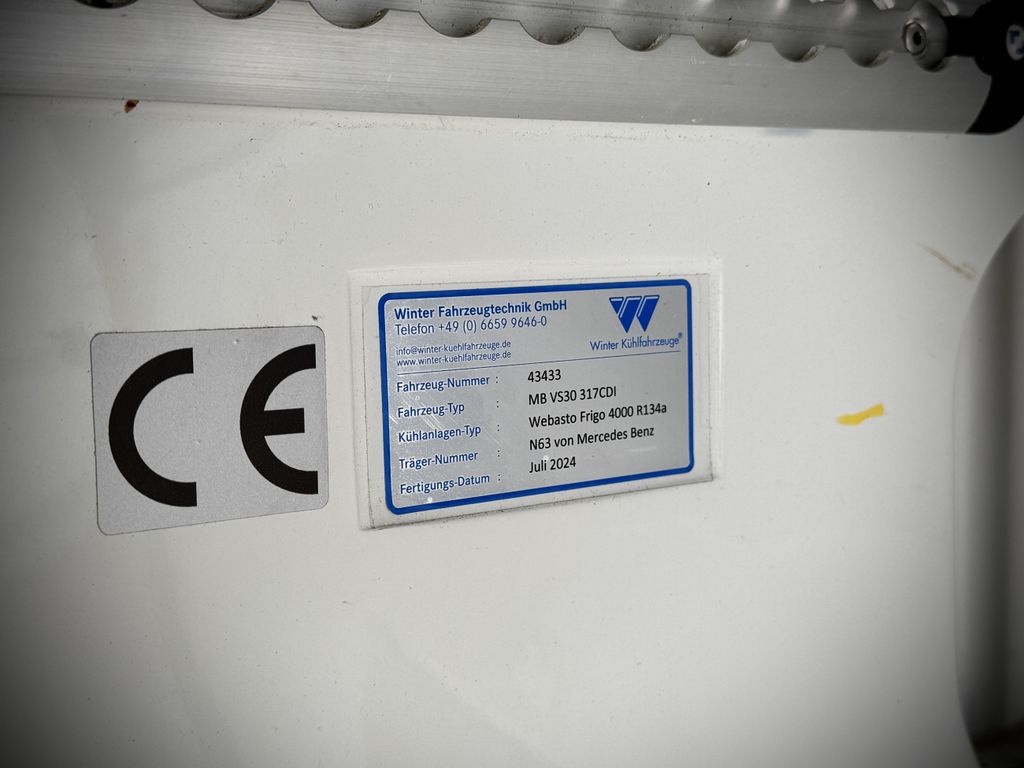 CE
Winter Fahrzeugtechnik GmbH
Telefon +49 (0) 6659 9646-0
info@winter-kuehlfahrzeuge.de
www.winter-kuehlfahrzeuge.de
Winter Kühlfahrzeuge®
Fahrzeug-Nummer : 43433
Fahrzeug-Typ : MB VS30 317CDI
Kühlanlagen-Typ : Webasto Frigo 4000 R134a
Träger-Nummer : N63 von Mercedes Benz
Fertigungs-Datum : Juli 2024